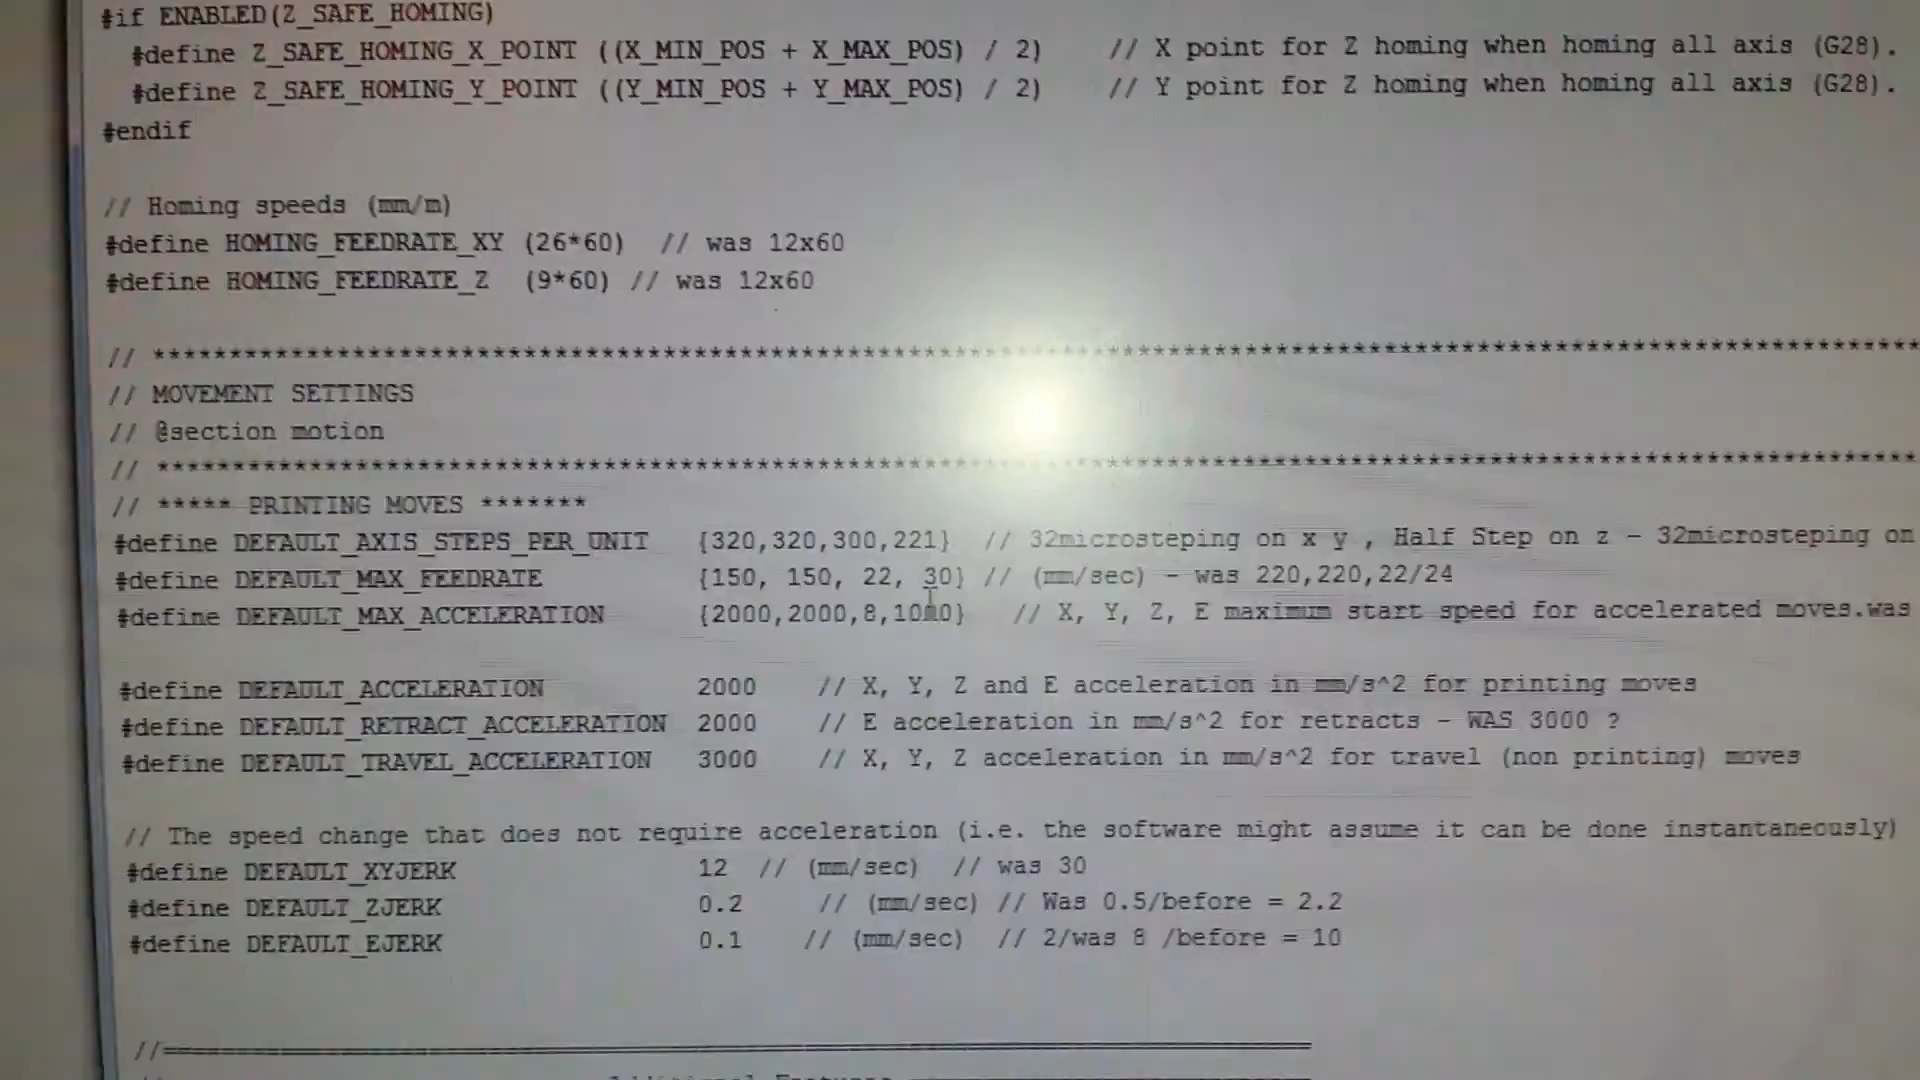 #if ENABLED(Z_SAFE_HOMING)
#define Z_SAFE_HOMING_X_POINT ((X_MIN_POS + X_MAX_POS) / 2) // X point for Z homing when homing all axis (G28).
#define Z_SAFE_HOMING_Y_POINT ((Y_MIN_POS + Y_MAX_POS) / 2) // Y point for Z homing when homing all axis (G28).
#endif
// Homing speeds (mm/m)
#define HOMING_FEEDRATE_XY (26*60) // was 12x60
#define HOMING_FEEDRATE_Z (9*60) // was 12x60
// MOVEMENT SETTINGS
// @section motion
// ***** PRINTING MOVES *******
#define DEFAULT_AXIS_STEPS_PER_UNIT {320,320,300,221} // 32microsteping on x y , Half Step on z - 32microsteping on
#define DEFAULT_MAX_FEEDRATE {150, 150, 22, 30} // (mm/sec) - was 220,220,22/24
#define DEFAULT_MAX_ACCELERATION {2000,2000,8,1000} // X, Y, Z, E maximum start speed for accelerated moves.was
#define DEFAULT_ACCELERATION 2000 // X, Y, Z and E acceleration in mm/s^2 for printing moves
#define DEFAULT_RETRACT_ACCELERATION 2000 // E acceleration in mm/s^2 for retracts - WAS 3000 ?
#define DEFAULT_TRAVEL_ACCELERATION 3000 // X, Y, Z acceleration in mm/s^2 for travel (non printing) moves
// The speed change that does not require acceleration (i.e. the software might assume it can be done instantaneously)
#define DEFAULT_XYJERK 12 // (mm/sec) // was 30
#define DEFAULT_ZJERK 0.2 // (mm/sec) // Was 0.5/before = 2.2
#define DEFAULT_EJERK 0.1 // (mm/sec) // 2/was 8 /before = 10